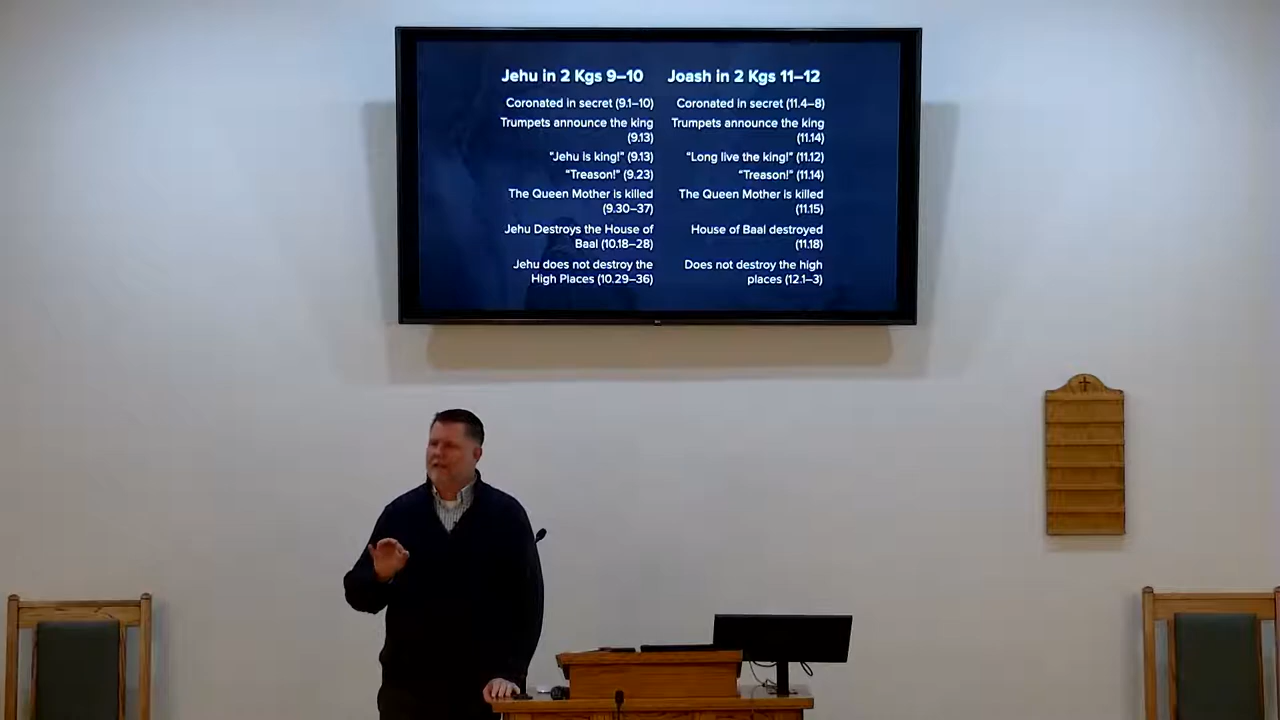 Jehu in 2 Kgs 9–10
Coronated in secret (9.1–10)
Trumpets announce the king
(9.13)
“Jehu is king!” (9.13)
“Treason!” (9.23)
The Queen Mother is killed
(9.30–37)
Jehu Destroys the House of
Baal (10.18–28)
Jehu does not destroy the
High Places (10.29–36)
Joash in 2 Kgs 11–12
Coronated in secret (11.4–8)
Trumpets announce the king
(11.14)
“Long live the king!” (11.12)
“Treason!” (11.14)
The Queen Mother is killed
(11.15)
House of Baal destroyed
(11.18)
Does not destroy the high
places (12.1–3)